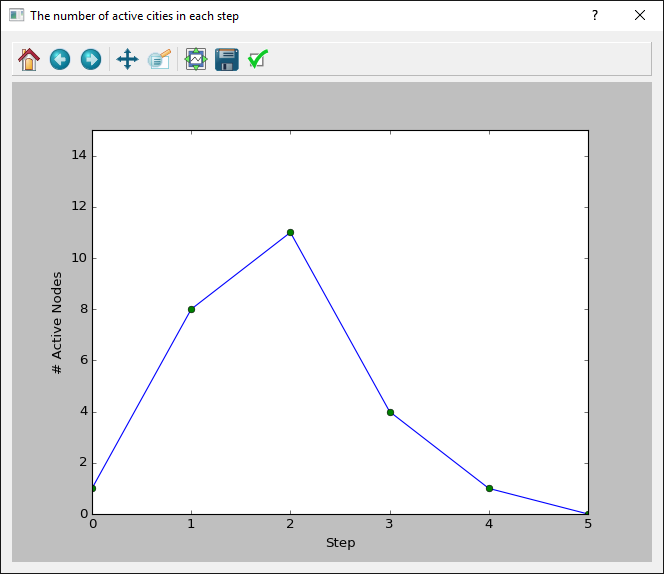 The number of active cities in each step
?
14
12
10
8
6
4
2
0
# Active Nodes
0 1 2 3 4 5
Step